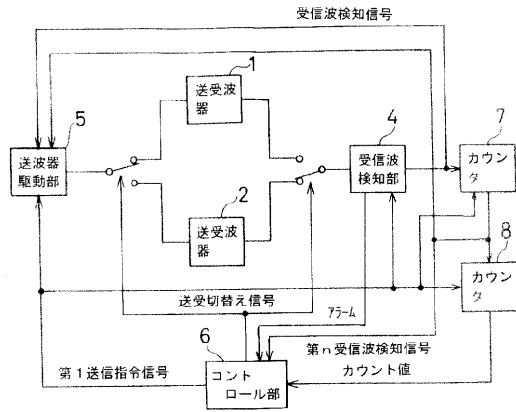 受信波検知信号
1
送受波
器
5
4
7
送波器
駆動部
受信波
検知部
カウン
タ
2
送受波
器
8
カウン
タ
送受切替え信号
アラーム
6
第n受信波検知信号
第1送信指令信号
コント
ロール部
カウント値